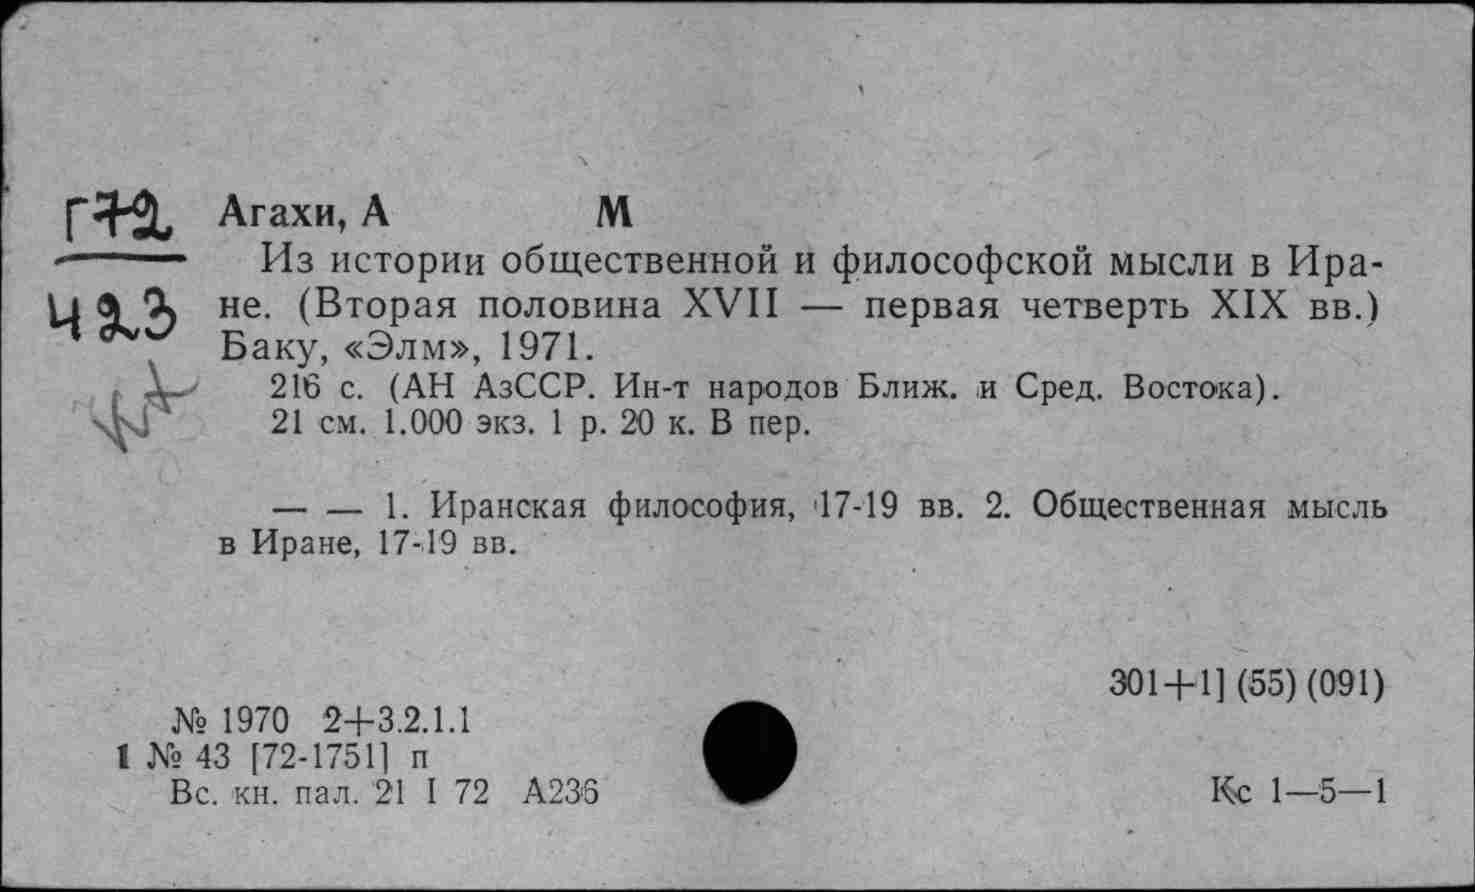 Г72 Агахи, А М
Из истории общественной и философской мысли в Ира-
423 не. (Вторая половина XVII — первая четверть XIX вв.)
Баку, «Элм», 1971.
216 с. (АН АзССР. Ин-т народов Ближ. и Сред. Востока).
21 см. 1.000 экз. 1 р. 20 к. В пер.
— — 1. Иранская философия, 17-19 вв. 2. Общественная мысль
в Иране, 17-19 вв.
301+1] (55) (091)
№ 1970 2+3.2.1.1
1 № 43 [72-1751] п
Вс. кн. пал. 21 I 72 А236
Кс 1—5—1